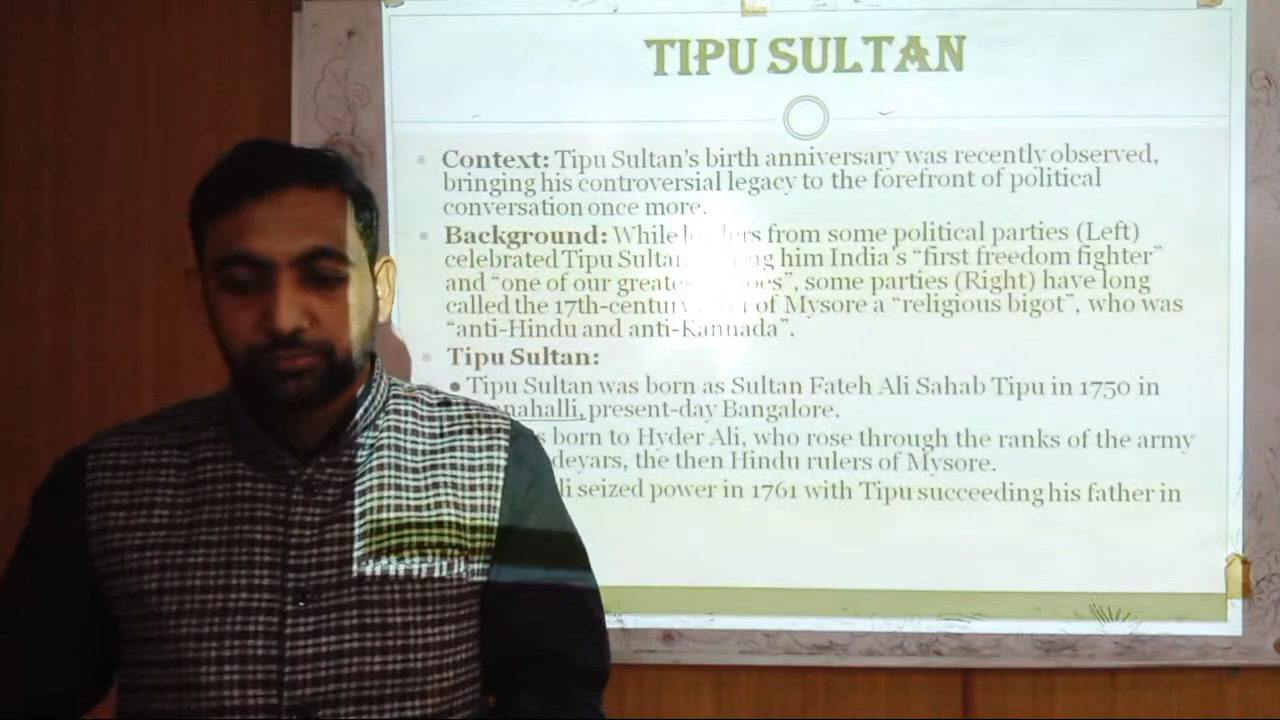 TIPU SULTAN
Context: Tipu Sultan's birth anniversary was recently observed,
bringing his controversial legacy to the forefront of political
conversation once more.
Background: While from some political parties (Left)
celebrated Tipu him India's “first freedom fighter”
and “one of our some parties (Right) have long
called the of Mysore a “religious bigot”, who was
“anti-Hindu and anti-Kannada”.
Tipu Sultan:
• Tipu Sultan was born as Sultan Fateh Ali Sahab Tipu in 1750 in
present-day Bangalore.
born to Hyder Ali, who rose through the ranks of the army
the then Hindu rulers of Mysore.
seized power in 1761 with Tipu succeeding his father in